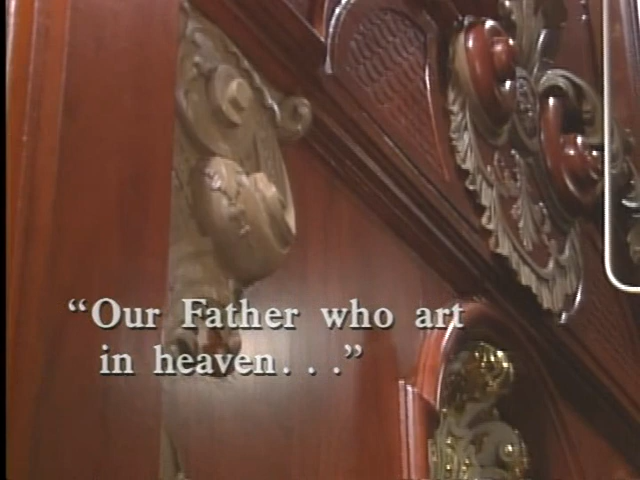 “Our Father who art
in heaven. . .”